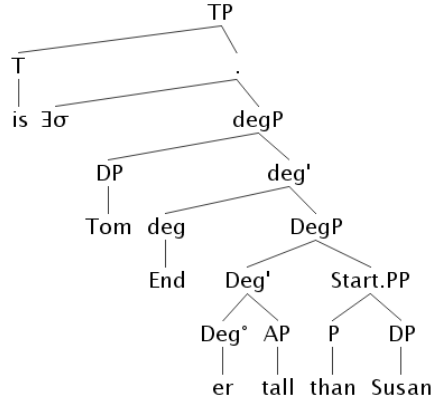 TP
T .
is ∃σ degP
DP deg'
Tom deg DegP
End Deg' Start.PP
Deg° AP P DP
er tall than Susan